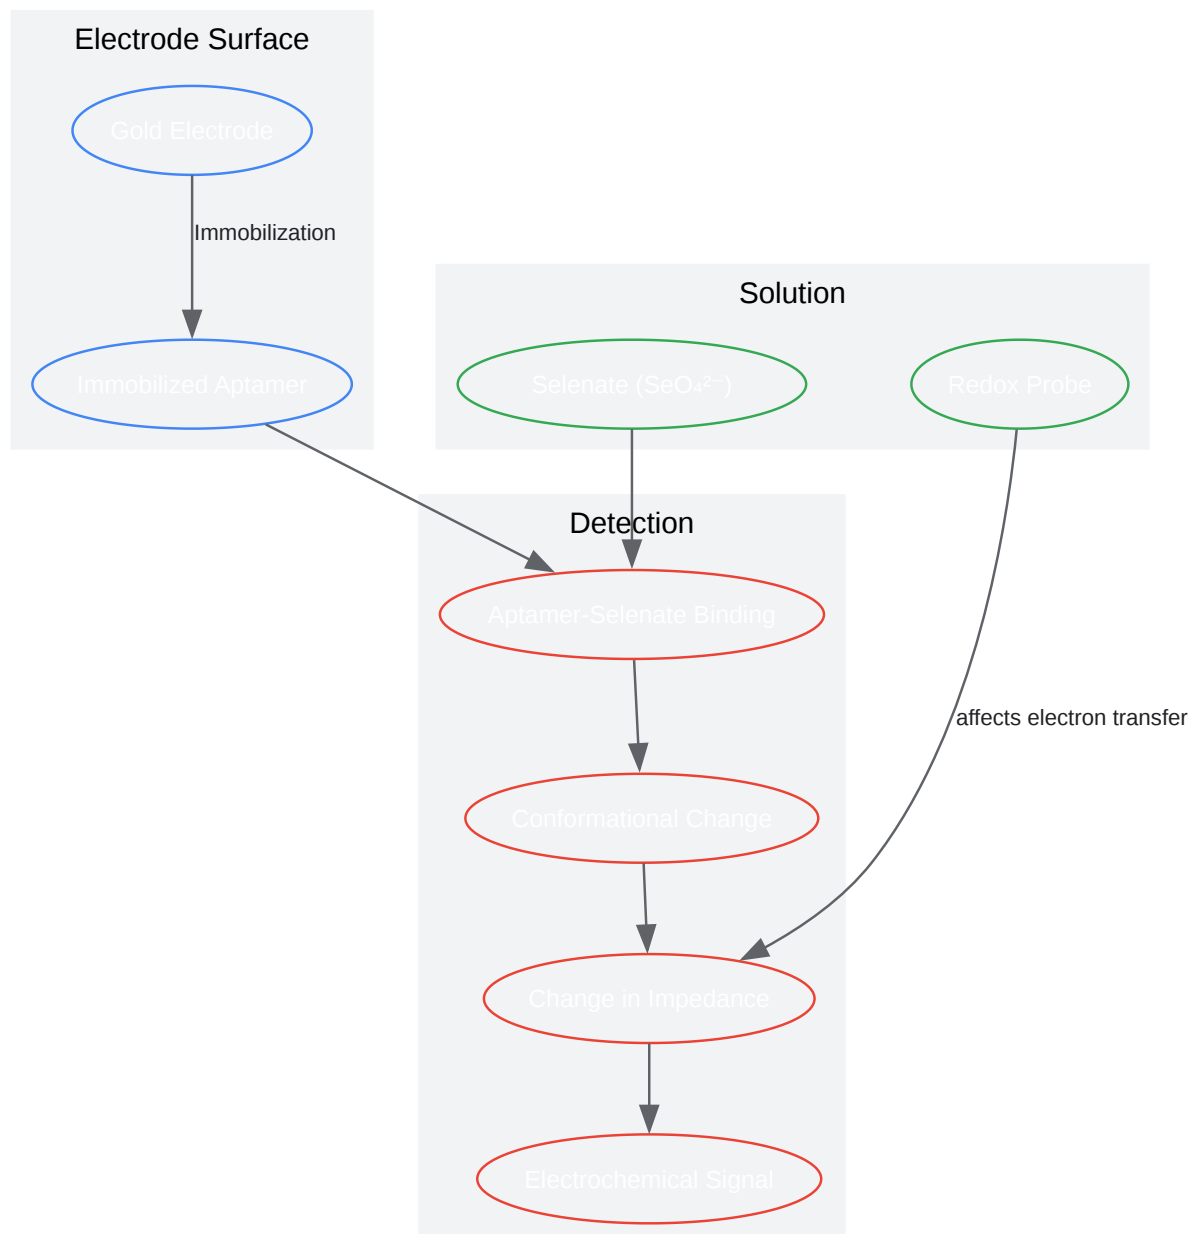 Electrode Surface
Gold Electrode
Immobilization
Solution
Immobilized Aptamer
Selenate (SeO₄²⁻)
Redox Probe
Detection
Aptamer-Selenate Binding
affects electron transfer
Conformational Change
Change in Impedance
Electrochemical Signal